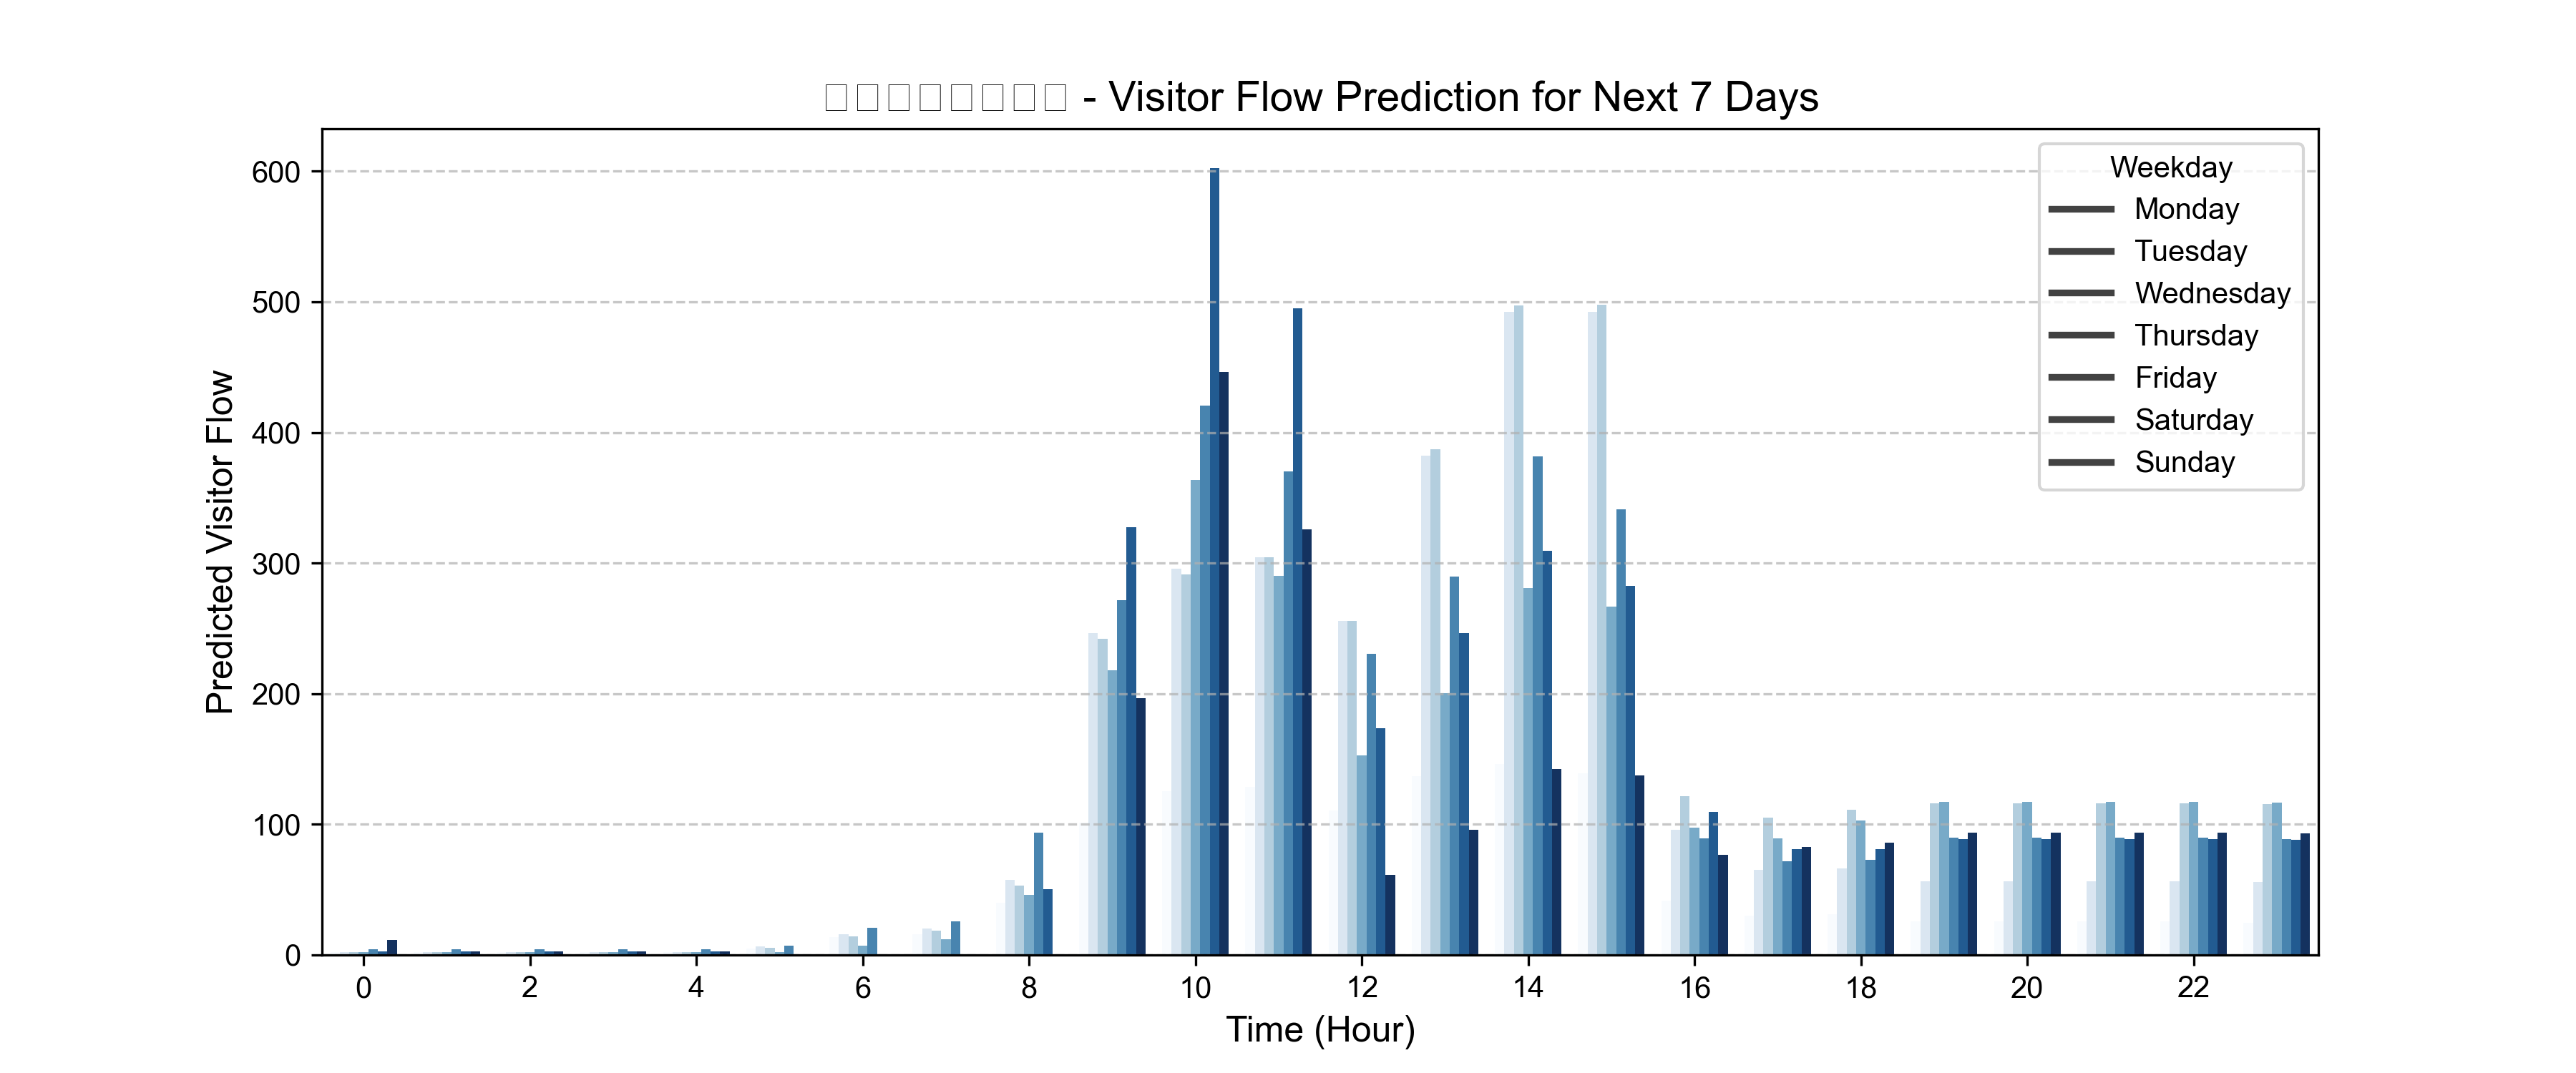 - Visitor Flow Prediction for Next 7 Days
Predicted Visitor Flow
600
500
400
300
200
100
0
Weekday
Monday
Tuesday
Wednesday
Thursday
Friday
Saturday
Sunday
0 2 4 6 8 10 12 14 16 18 20 22
Time (Hour)